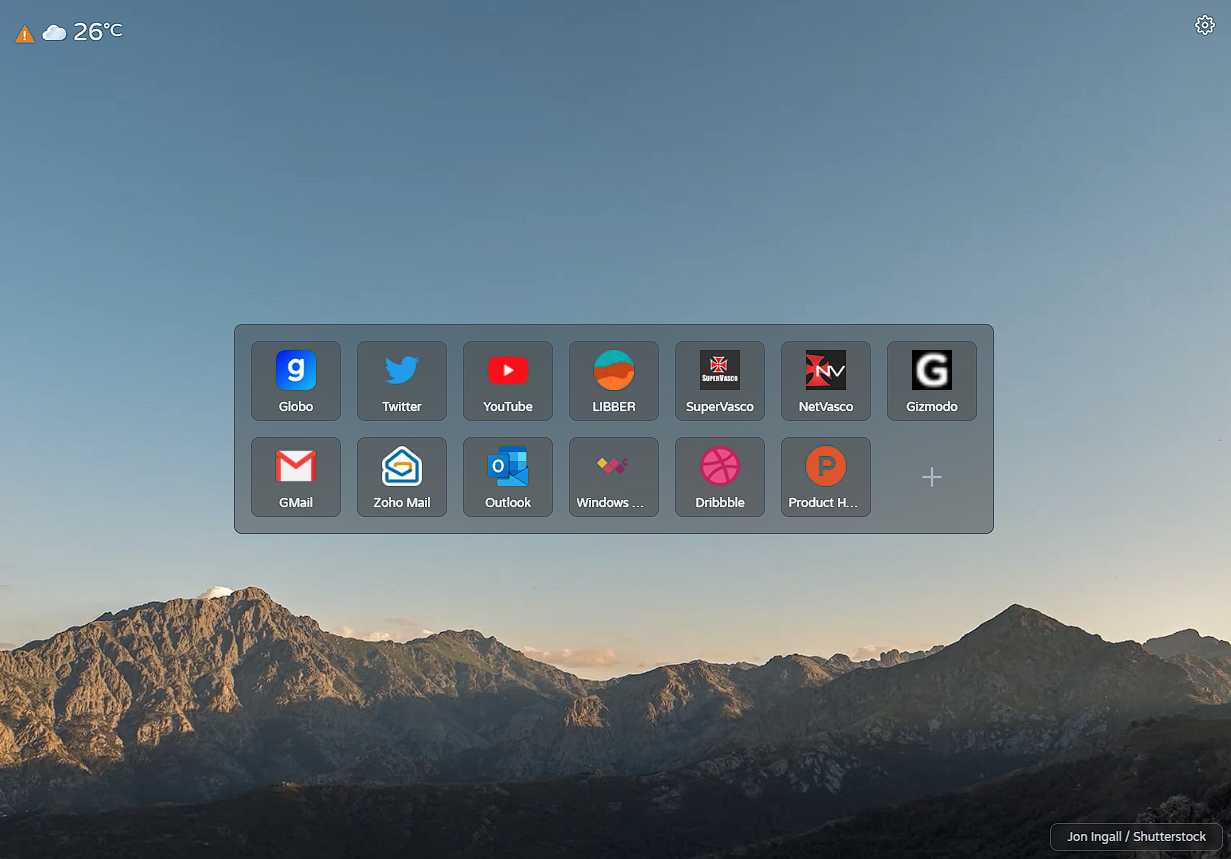 26°C
g
Globo
Twitter
YouTube
LIBBER
SUPERVASCO
SuperVasco
NV
NetVasco
G
Gizmodo
GMail
Zoho Mail
O
Outlook
Windows ...
Dribbble
P
Product H...
Jon Ingall / Shutterstock